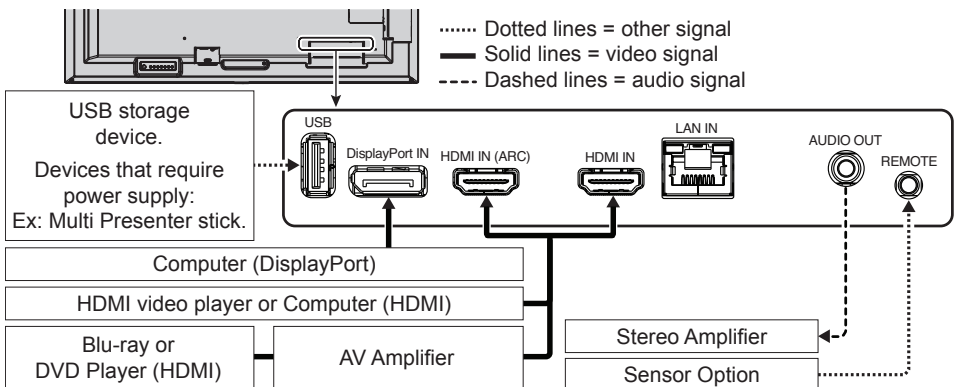 Dotted lines = other signal
Solid lines = video signal
Dashed lines = audio signal
USB storage
device.
Devices that require
power supply:
Ex: Multi Presenter stick.
USB
DisplayPort IN
HDMI IN (ARC)
HDMI IN
LAN IN
AUDIO OUT
REMOTE
Computer (DisplayPort)
HDMI video player or Computer (HDMI)
Blu-ray or
DVD Player (HDMI)
AV Amplifier
Stereo Amplifier
Sensor Option